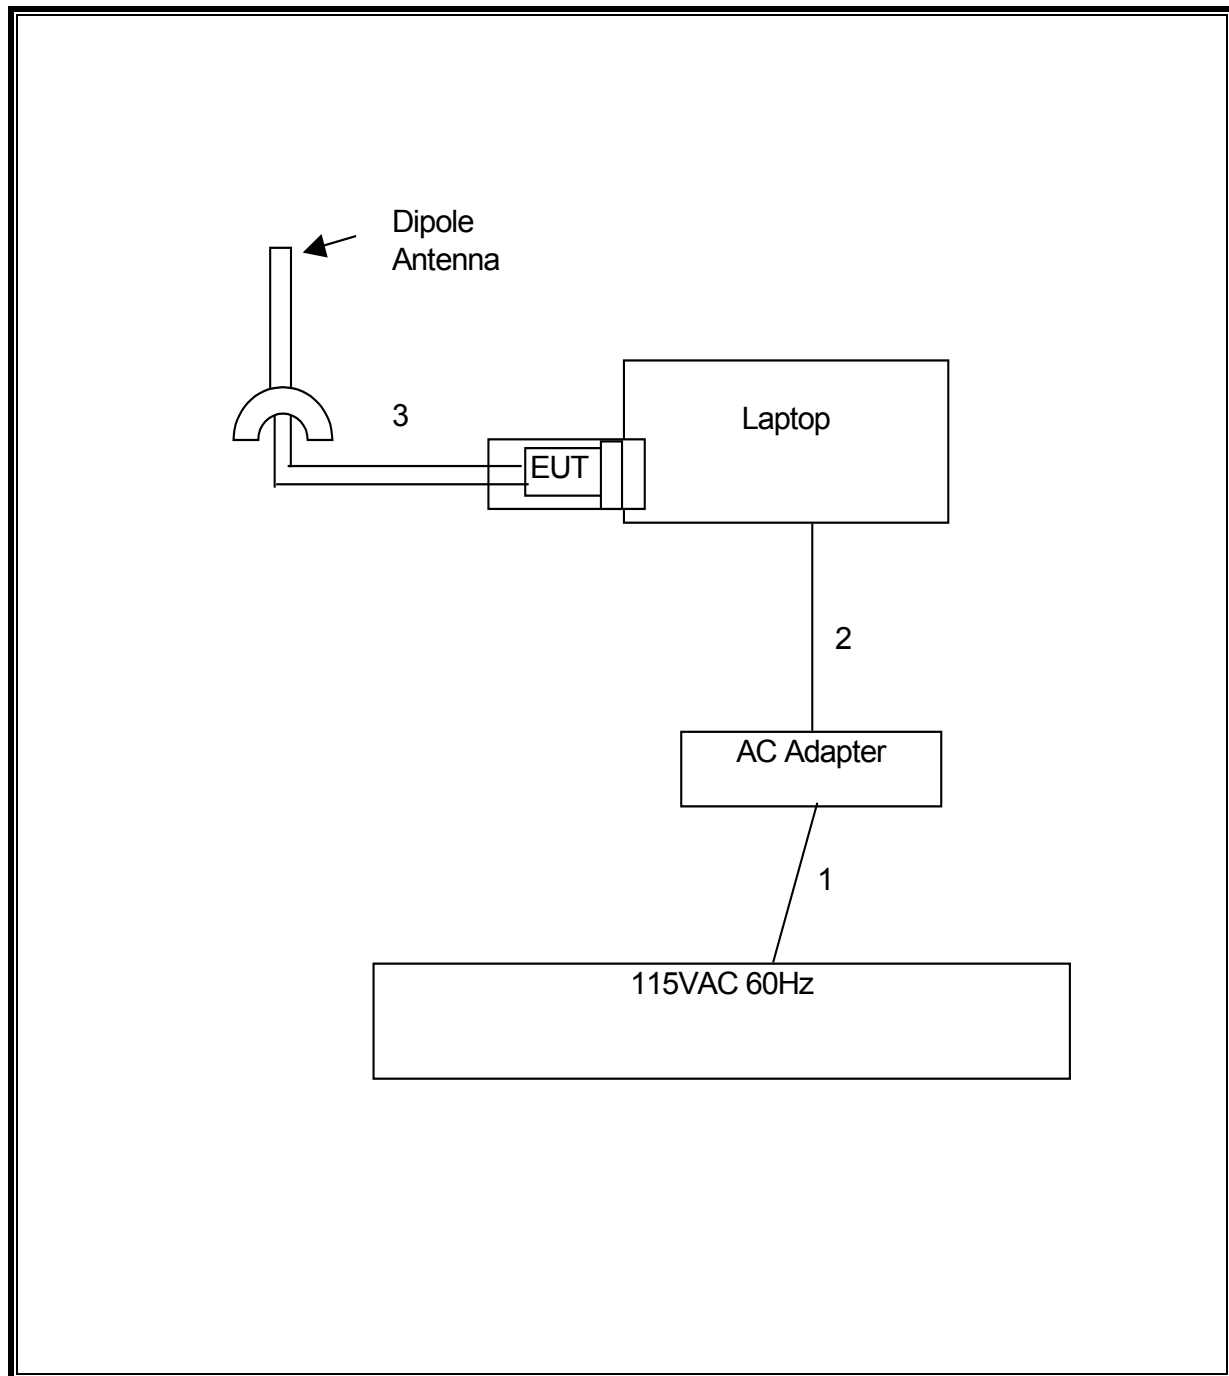 Dipole
Antenna
3
Laptop
EUT
2
AC Adapter
1
115VAC 60Hz